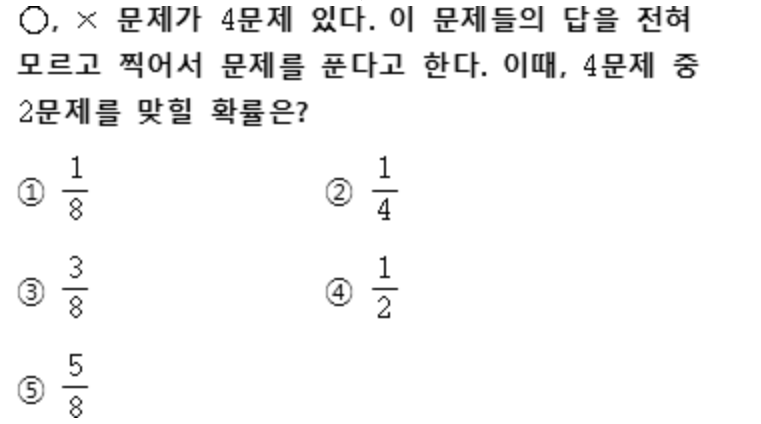 ○, × 문제가 4문제 있다. 이 문제들의 답을 전혀
모르고 찍어서 문제를 푼다고 한다. 이때, 4문제 중
2문제를 맞힐 확률은?
① 1/8 ② 1/4
③ 3/8 ④ 1/2
⑤ 5/8